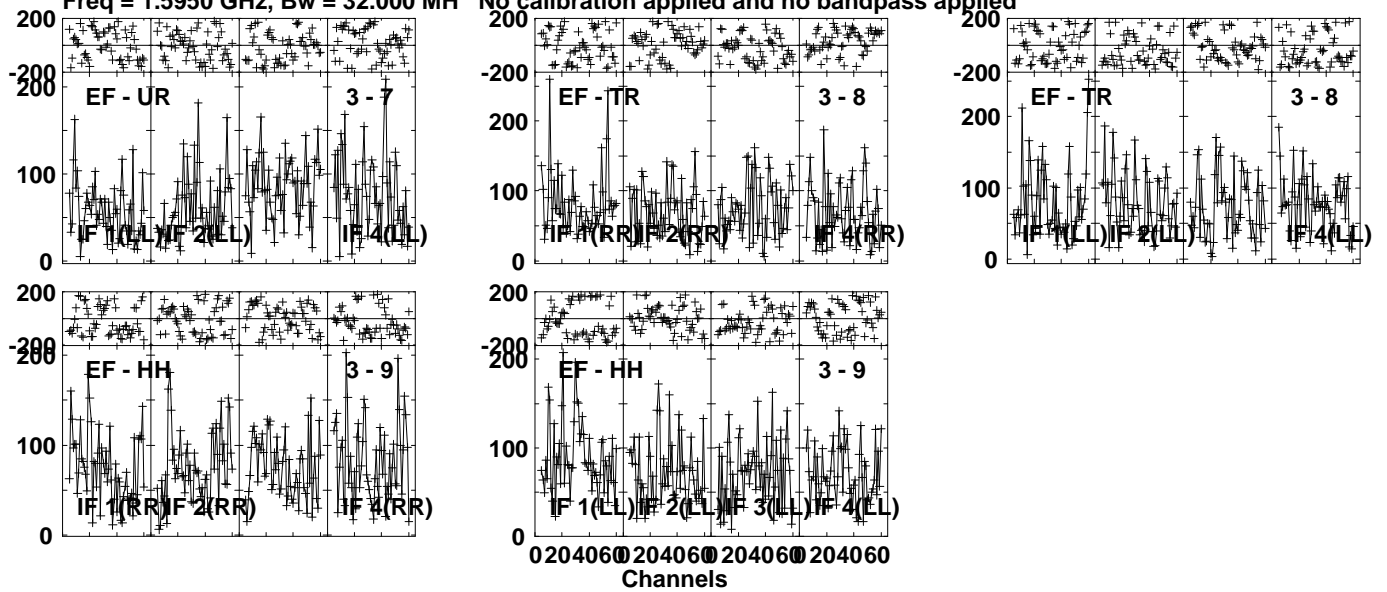 Freq = 1.5950 GHz, Bw = 32.000 MH No calibration applied and no bandpass applied
200
-200
200
100
0
EF - UR
3 - 7
IF 1(LL)
IF 2(LL)
IF 4(LL)
200
-200
200
100
0
EF - TR
3 - 8
IF 1(RR)
IF 2(RR)
IF 4(RR)
200
-200
200
100
0
EF - TR
3 - 8
IF 1(LL)
IF 2(LL)
IF 4(LL)
200
-200
200
100
0
EF - HH
3 - 9
IF 1(RR)
IF 2(RR)
IF 4(RR)
200
-200
200
100
0
EF - HH
3 - 9
IF 1(LL)
IF 2(LL)
IF 3(LL)
IF 4(LL)
0 20 40 60 0 20 40 60 0 20 40 60 0 20 40 60
Channels